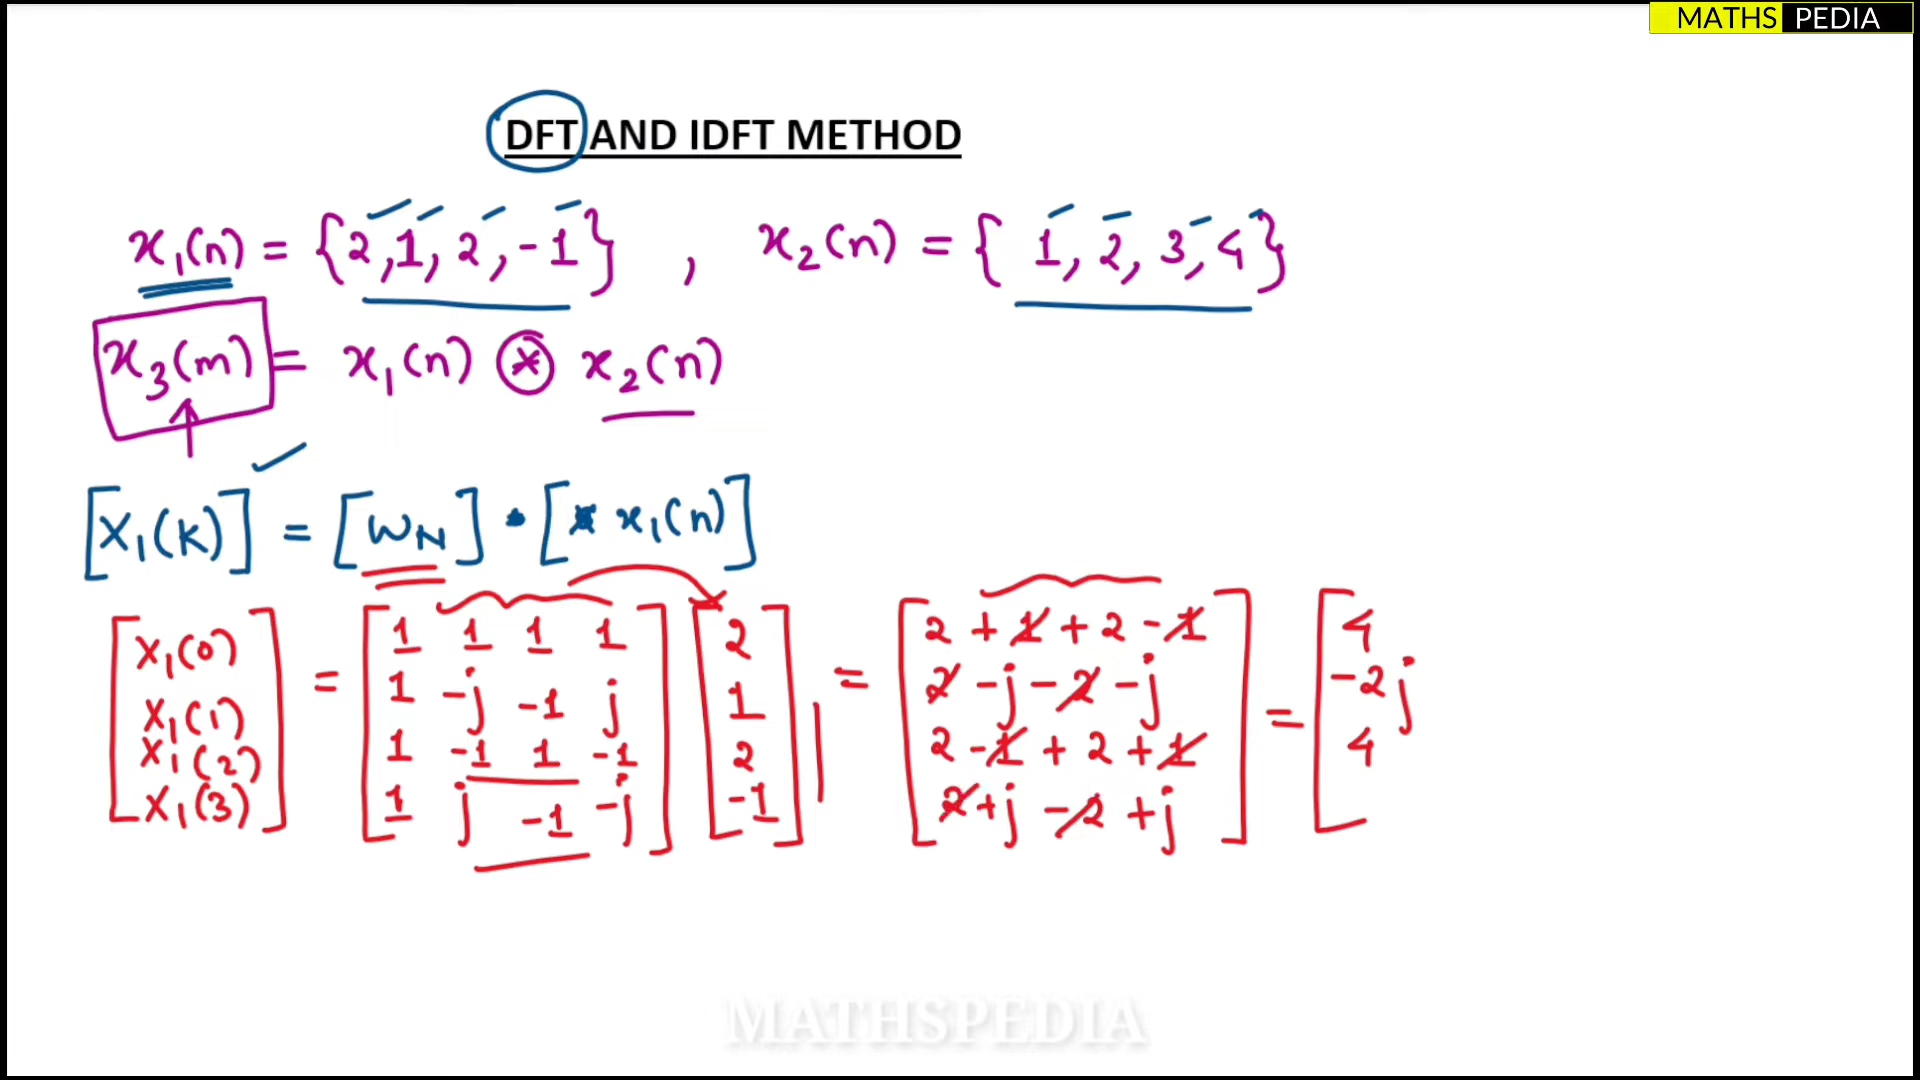 MATHS PEDIA
DFT AND IDFT METHOD
x₁(n) = {2,1, 2, -1} , x₂(n) = { 1, 2, 3, 4}
x₃(m) = x₁(n) ⊛ x₂(n)
[X₁(K)] = [W_N] • [x₁(n)]
[X₁(0) X₁(1) X₁(2) X₁(3)] = [1 1 1 1
1 -j -1 j
1 -1 1 -1
1 j -1 -j] [2 1 2 -1] = [2 + 1 + 2 - 1
2 - j - 2 - j
2 - 1 + 2 + 1
2 + j - 2 + j] = [4 -2j 4
MATHSPEDIA